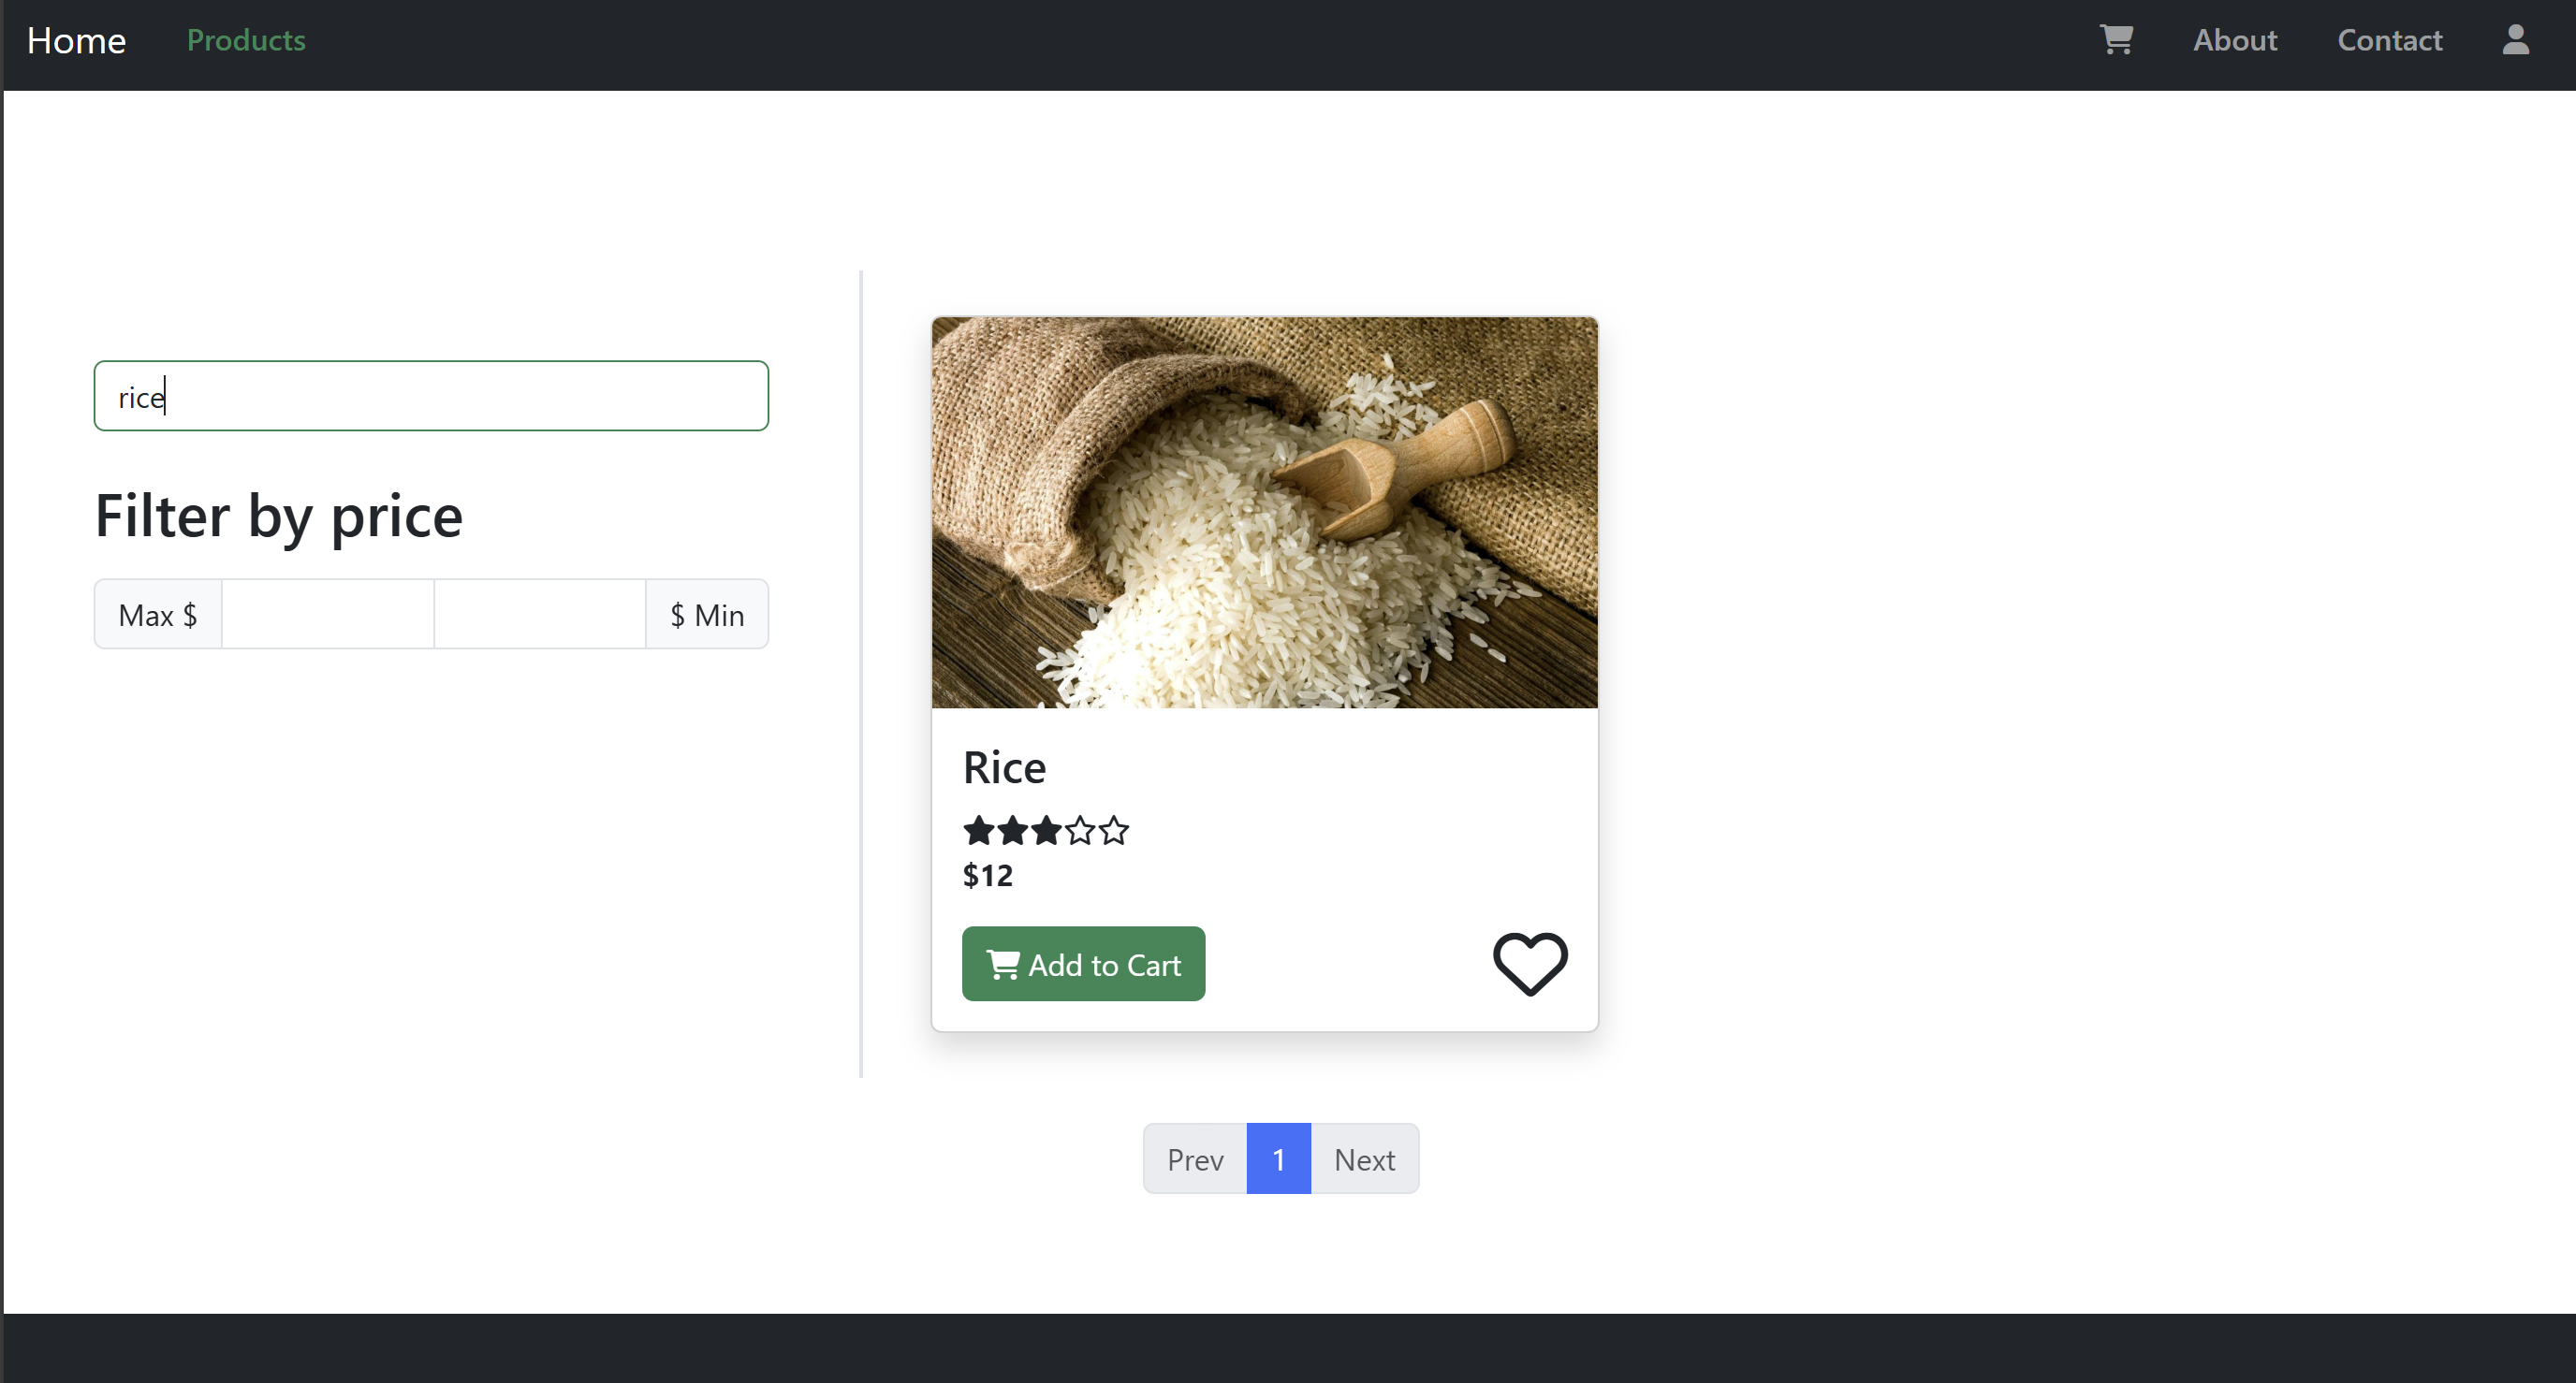 Home Products About Contact
rice
Filter by price
Max $ $ Min
Rice
$12
Add to Cart
Prev 1 Next